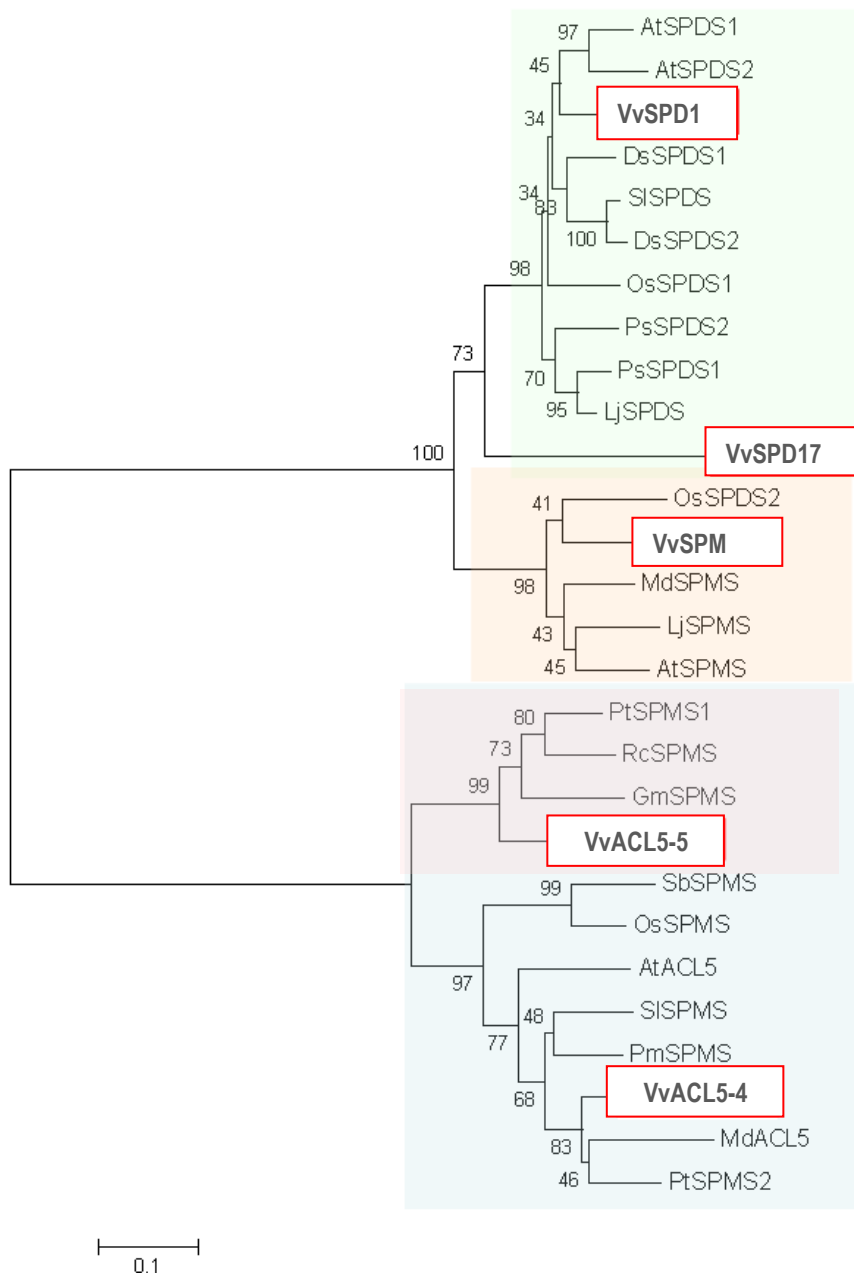 AtSPDS1
97
45
AtSPDS2
VvSPD1
34
DsSPDS1
34
83
SlSPDS
100
DsSPDS2
98
OsSPDS1
PsSPDS2
73
70
PsSPDS1
95
LjSPDS
100
VvSPD17
41
OsSPDS2
VvSPM
98
MdSPMS
43
LjSPMS
45
AtSPMS
80
PtSPMS1
73
RcSPMS
99
GmSPMS
VvACL5-5
99
SbSPMS
OsSPMS
97
AtACL5
48
SlSPMS
77
PmSPMS
68
VvACL5-4
83
MdACL5
46
PtSPMS2
0.1